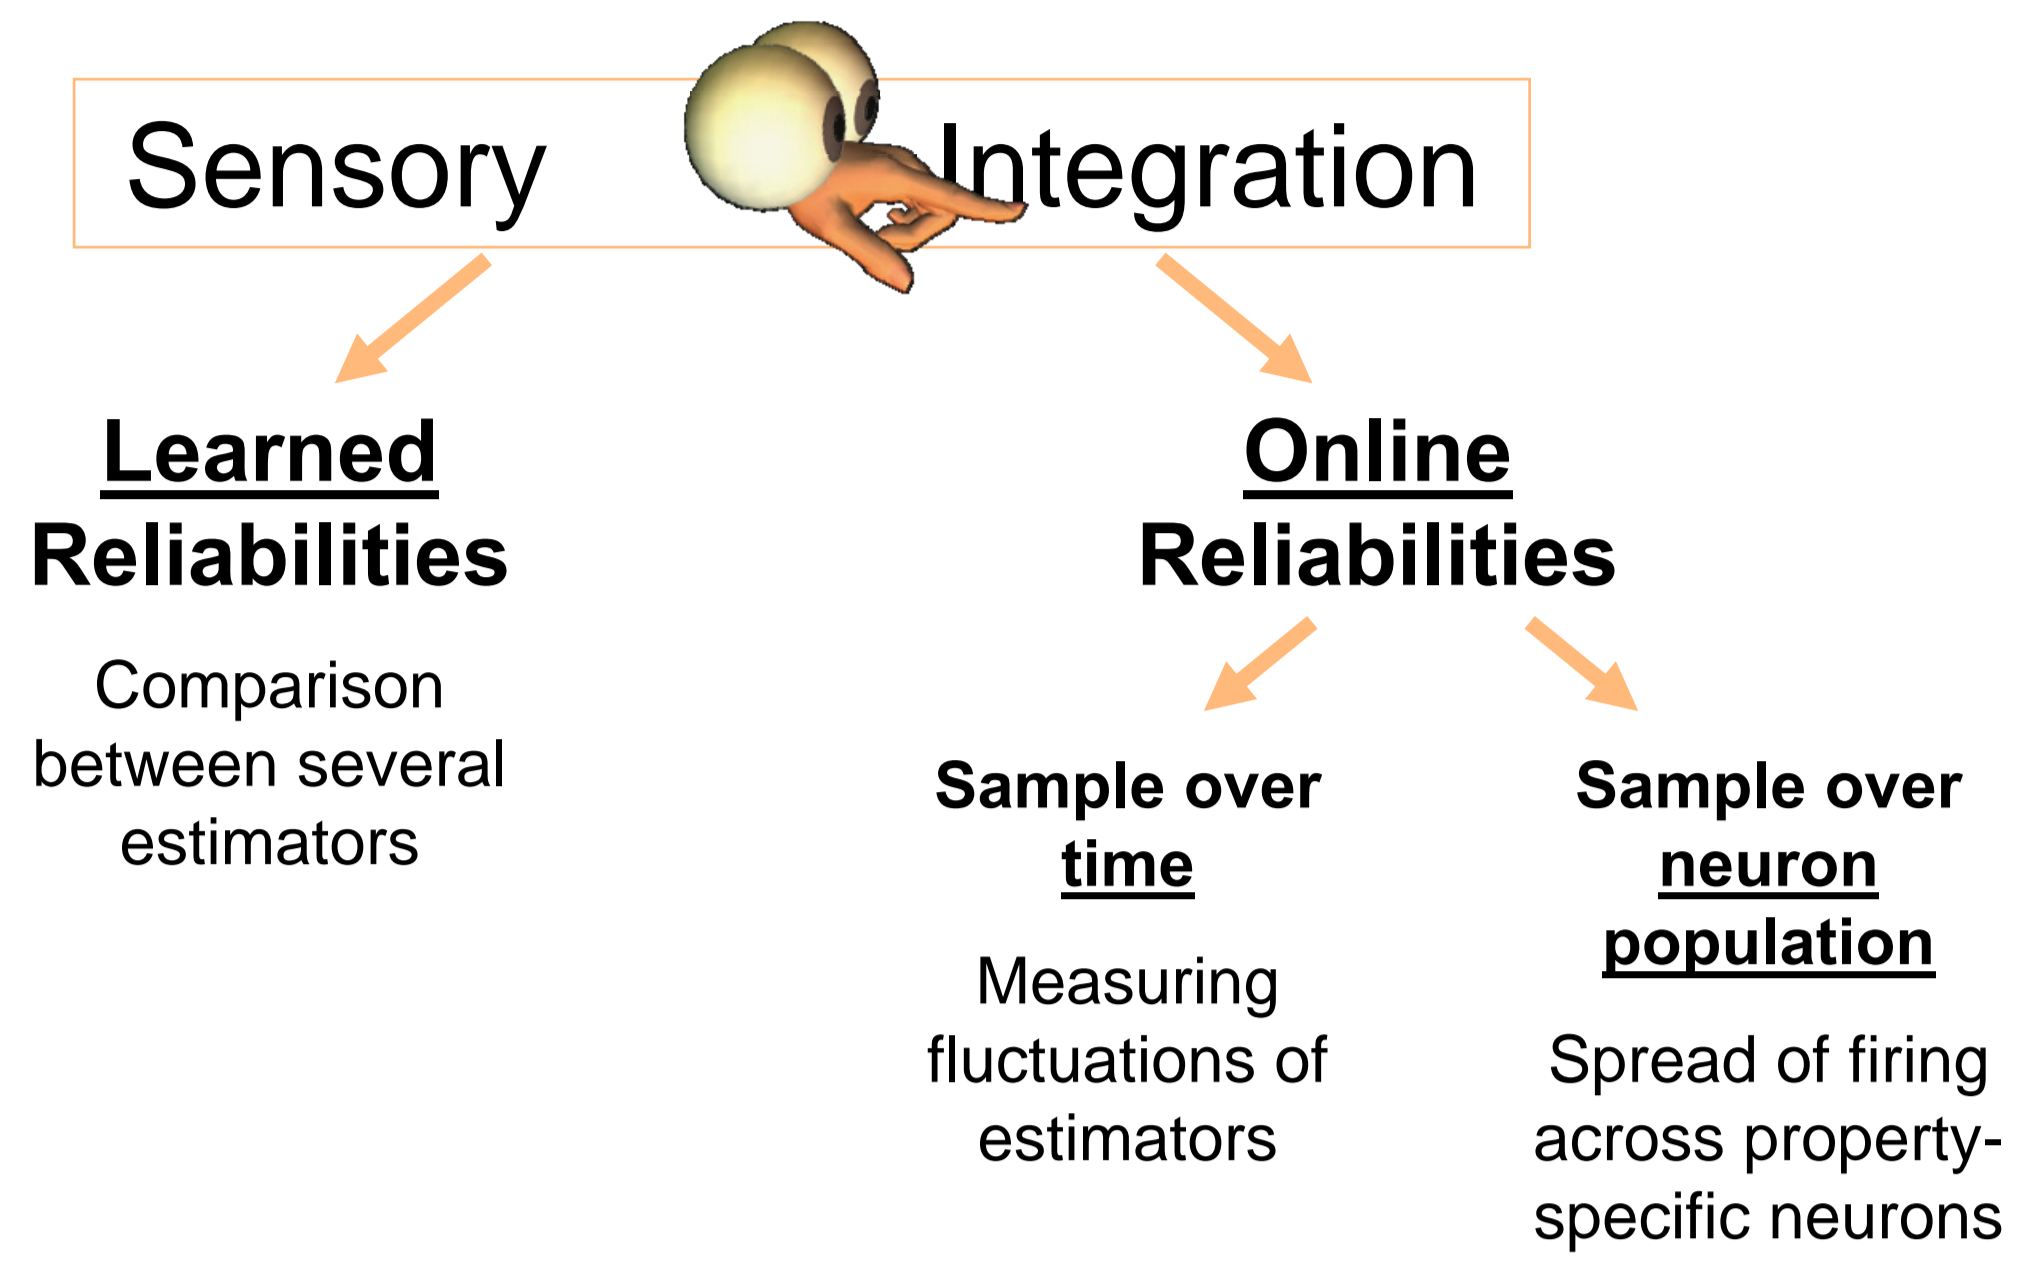 Sensory Integration
Learned
Reliabilities
Comparison
between several
estimators
Online
Reliabilities
Sample over
time
Measuring
fluctuations of
estimators
Sample over
neuron
population
Spread of firing
across property-
specific neurons